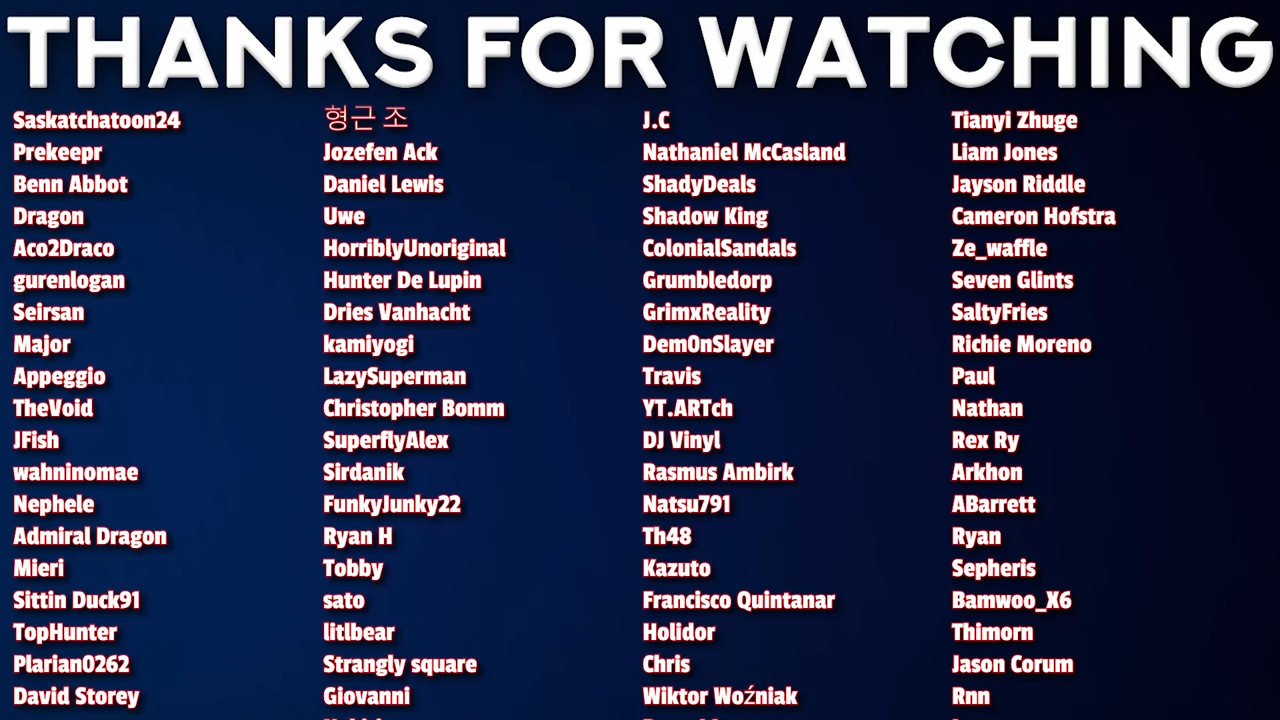 THANKS FOR WATCHING
Saskatchatoon24
Prekeepr
Benn Abbot
Dragon
Aco2Draco
gurenlogan
Seirsan
Major
Appeggio
TheVoid
JFish
wahninomae
Nephele
Admiral Dragon
Mieri
Sittin Duck91
TopHunter
Plarian0262
David Storey
형근 조
Jozefen Ack
Daniel Lewis
Uwe
HorriblyUnoriginal
Hunter De Lupin
Dries Vanhacht
kamiyogi
LazySuperman
Christopher Bomm
SuperflyAlex
Sirdanik
FunkyJunky22
Ryan H
Tobby
sato
litlbear
Strangly square
Giovanni
J.C
Nathaniel McCasland
ShadyDeals
Shadow King
ColonialSandals
Grumbledorp
GrimxReality
Dem0nSlayer
Travis
YT.ARTch
DJ Vinyl
Rasmus Ambirk
Natsu791
Th48
Kazuto
Francisco Quintanar
Holidor
Chris
Wiktor Woźniak
Tianyi Zhuge
Liam Jones
Jayson Riddle
Cameron Hofstra
Ze_waffle
Seven Glints
SaltyFries
Richie Moreno
Paul
Nathan
Rex Ry
Arkhon
ABarrett
Ryan
Sepheris
Bamwoo_X6
Thimorn
Jason Corum
Rnn